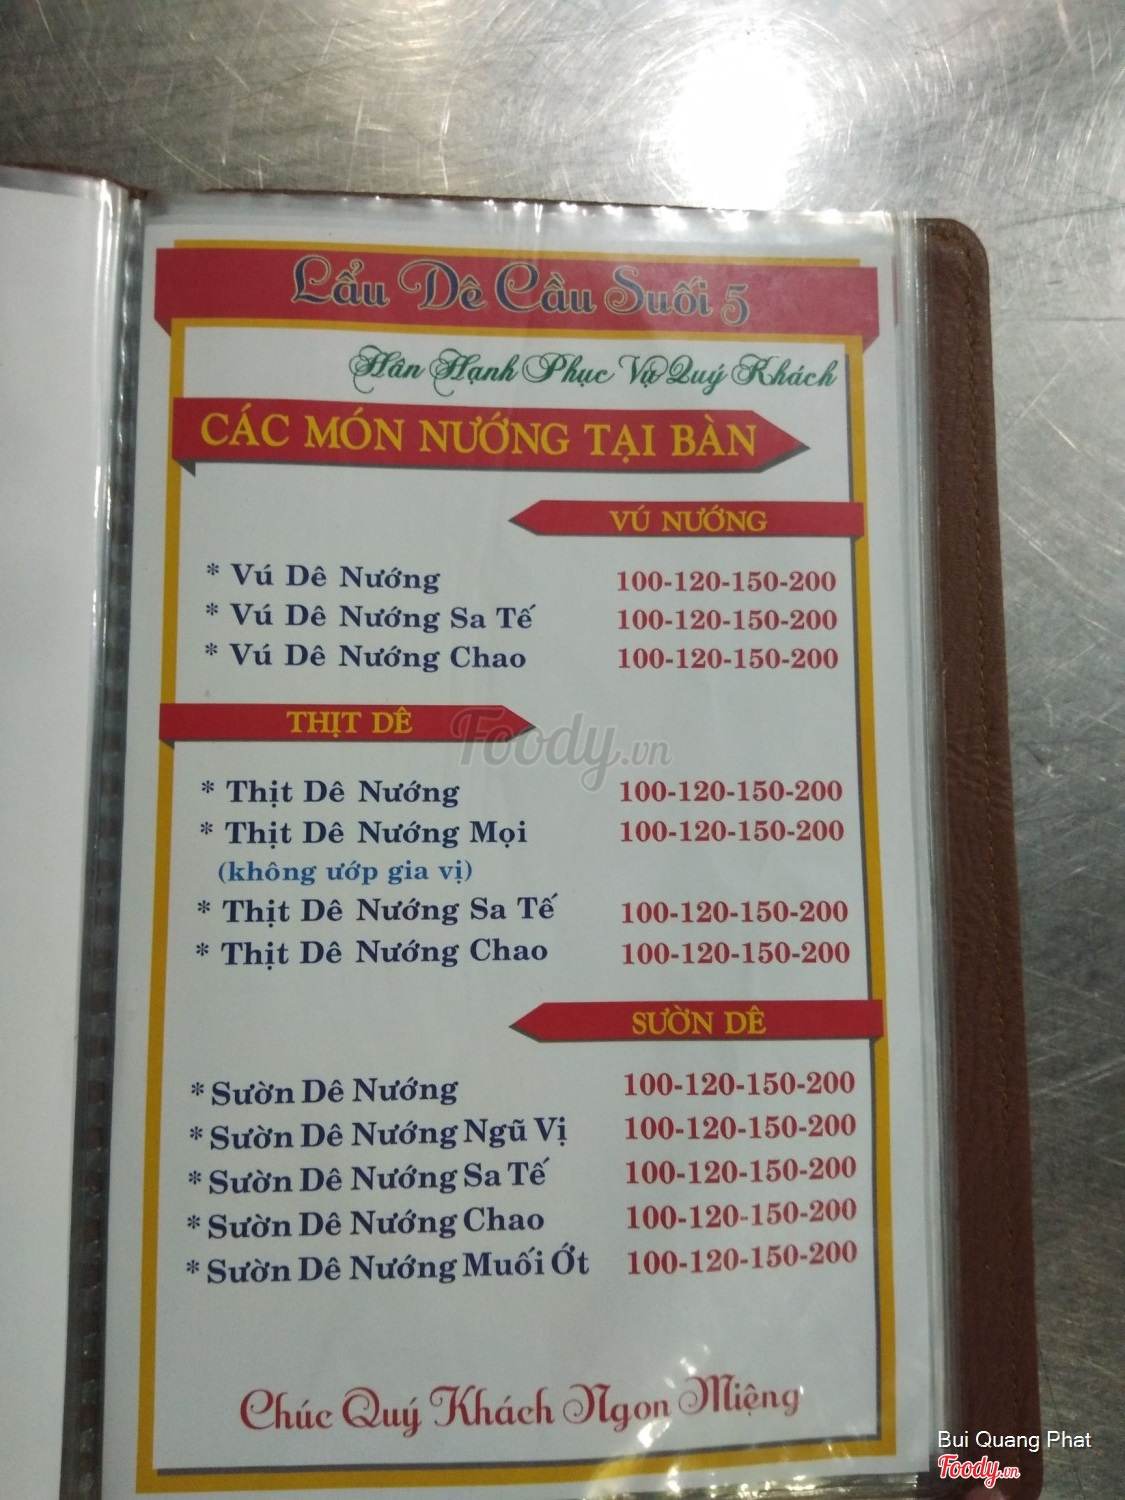 Lẩu Dê Cầu Suối 5
Hân Hạnh Phục Vụ Quý Khách
CÁC MÓN NƯỚNG TẠI BÀN
VÚ NƯỚNG
* Vú Dê Nướng 100-120-150-200
* Vú Dê Nướng Sa Tế 100-120-150-200
* Vú Dê Nướng Chao 100-120-150-200
THỊT DÊ
Foody.vn
* Thịt Dê Nướng 100-120-150-200
* Thịt Dê Nướng Mọi 100-120-150-200
(không ướp gia vị)
* Thịt Dê Nướng Sa Tế 100-120-150-200
* Thịt Dê Nướng Chao 100-120-150-200
SƯỜN DÊ
* Sườn Dê Nướng 100-120-150-200
* Sườn Dê Nướng Ngũ Vị 100-120-150-200
* Sườn Dê Nướng Sa Tế 100-120-150-200
* Sườn Dê Nướng Chao 100-120-150-200
* Sườn Dê Nướng Muối Ớt 100-120-150-200
Chúc Quý Khách Ngon Miệng
Bui Quang Phat
Foody.vn